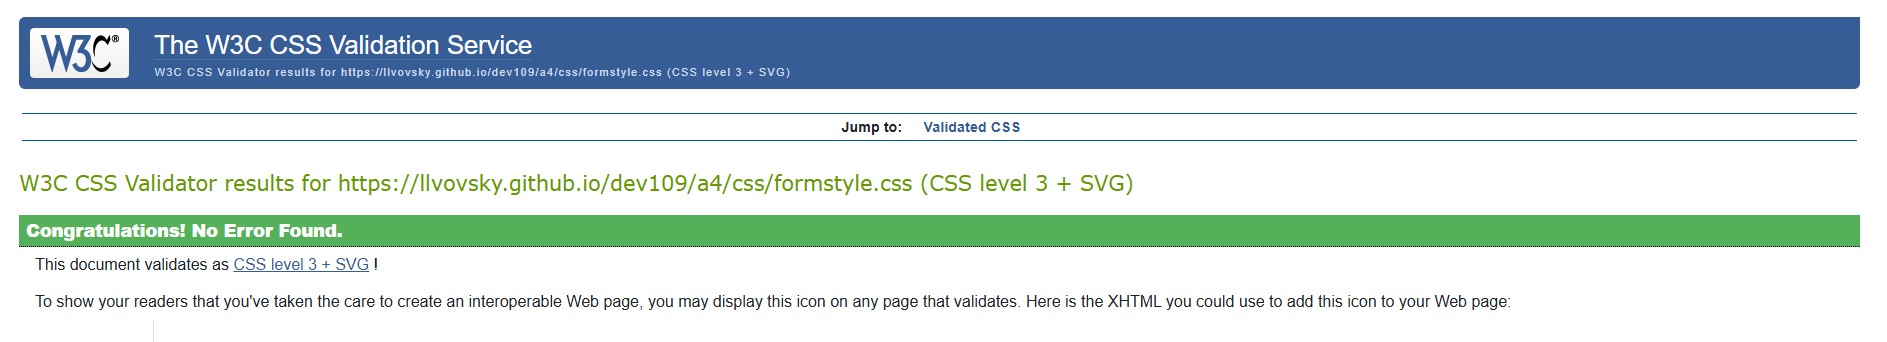 W3C®
The W3C CSS Validation Service
W3C CSS Validator results for https://llvovsky.github.io/dev109/a4/css/formstyle.css (CSS level 3 + SVG)
Jump to: Validated CSS
W3C CSS Validator results for https://llvovsky.github.io/dev109/a4/css/formstyle.css (CSS level 3 + SVG)
Congratulations! No Error Found.
This document validates as CSS level 3 + SVG !
To show your readers that you've taken the care to create an interoperable Web page, you may display this icon on any page that validates. Here is the XHTML you could use to add this icon to your Web page: